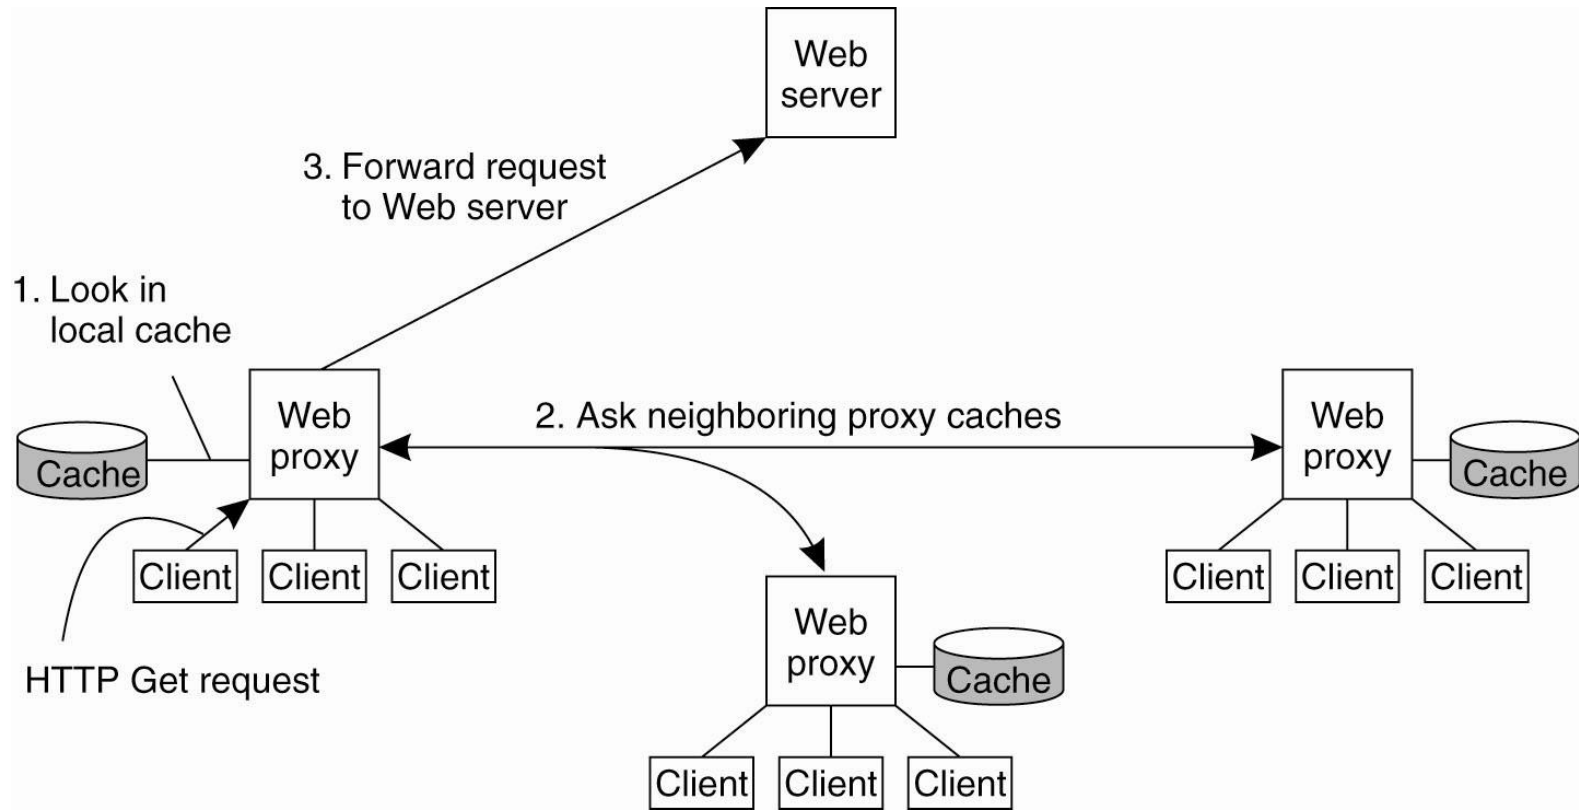 Web
server
3. Forward request
to Web server
1. Look in
local cache
Web
proxy
2. Ask neighboring proxy caches
Web
proxy
Cache
Cache
Client
Client
Client
Client
Client
Client
HTTP Get request
Web
proxy
Cache
Client
Client
Client